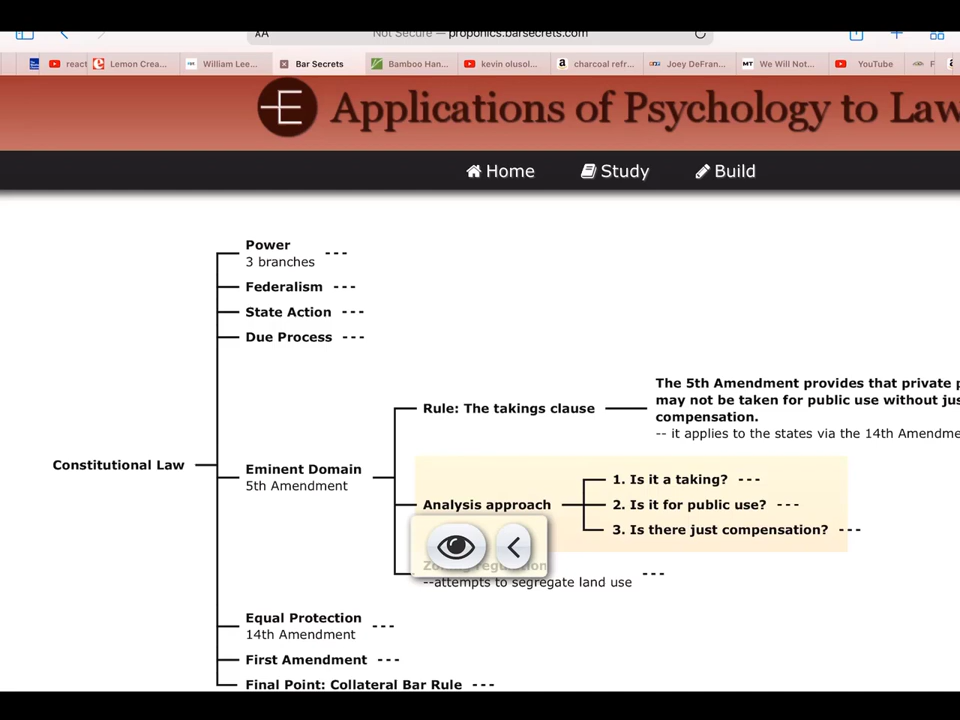 AA
Not Secure — proponics.barsecrets.com
react
Lemon Crea...
William Lee...
Bar Secrets
Bamboo Han...
kevin olusol...
charcoal refr...
Joey DeFran...
We Will Not...
YouTube
F
Applications of Psychology to Law
Home
Study
Build
Power
3 branches
Federalism
State Action
Due Process
The 5th Amendment provides that private p
may not be taken for public use without jus
compensation.
-- it applies to the states via the 14th Amendme
Rule: The takings clause
Constitutional Law
Eminent Domain
5th Amendment
Analysis approach
1. Is it a taking?
2. Is it for public use?
3. Is there just compensation?
Zoning regulation
--attempts to segregate land use
Equal Protection
14th Amendment
First Amendment
Final Point: Collateral Bar Rule